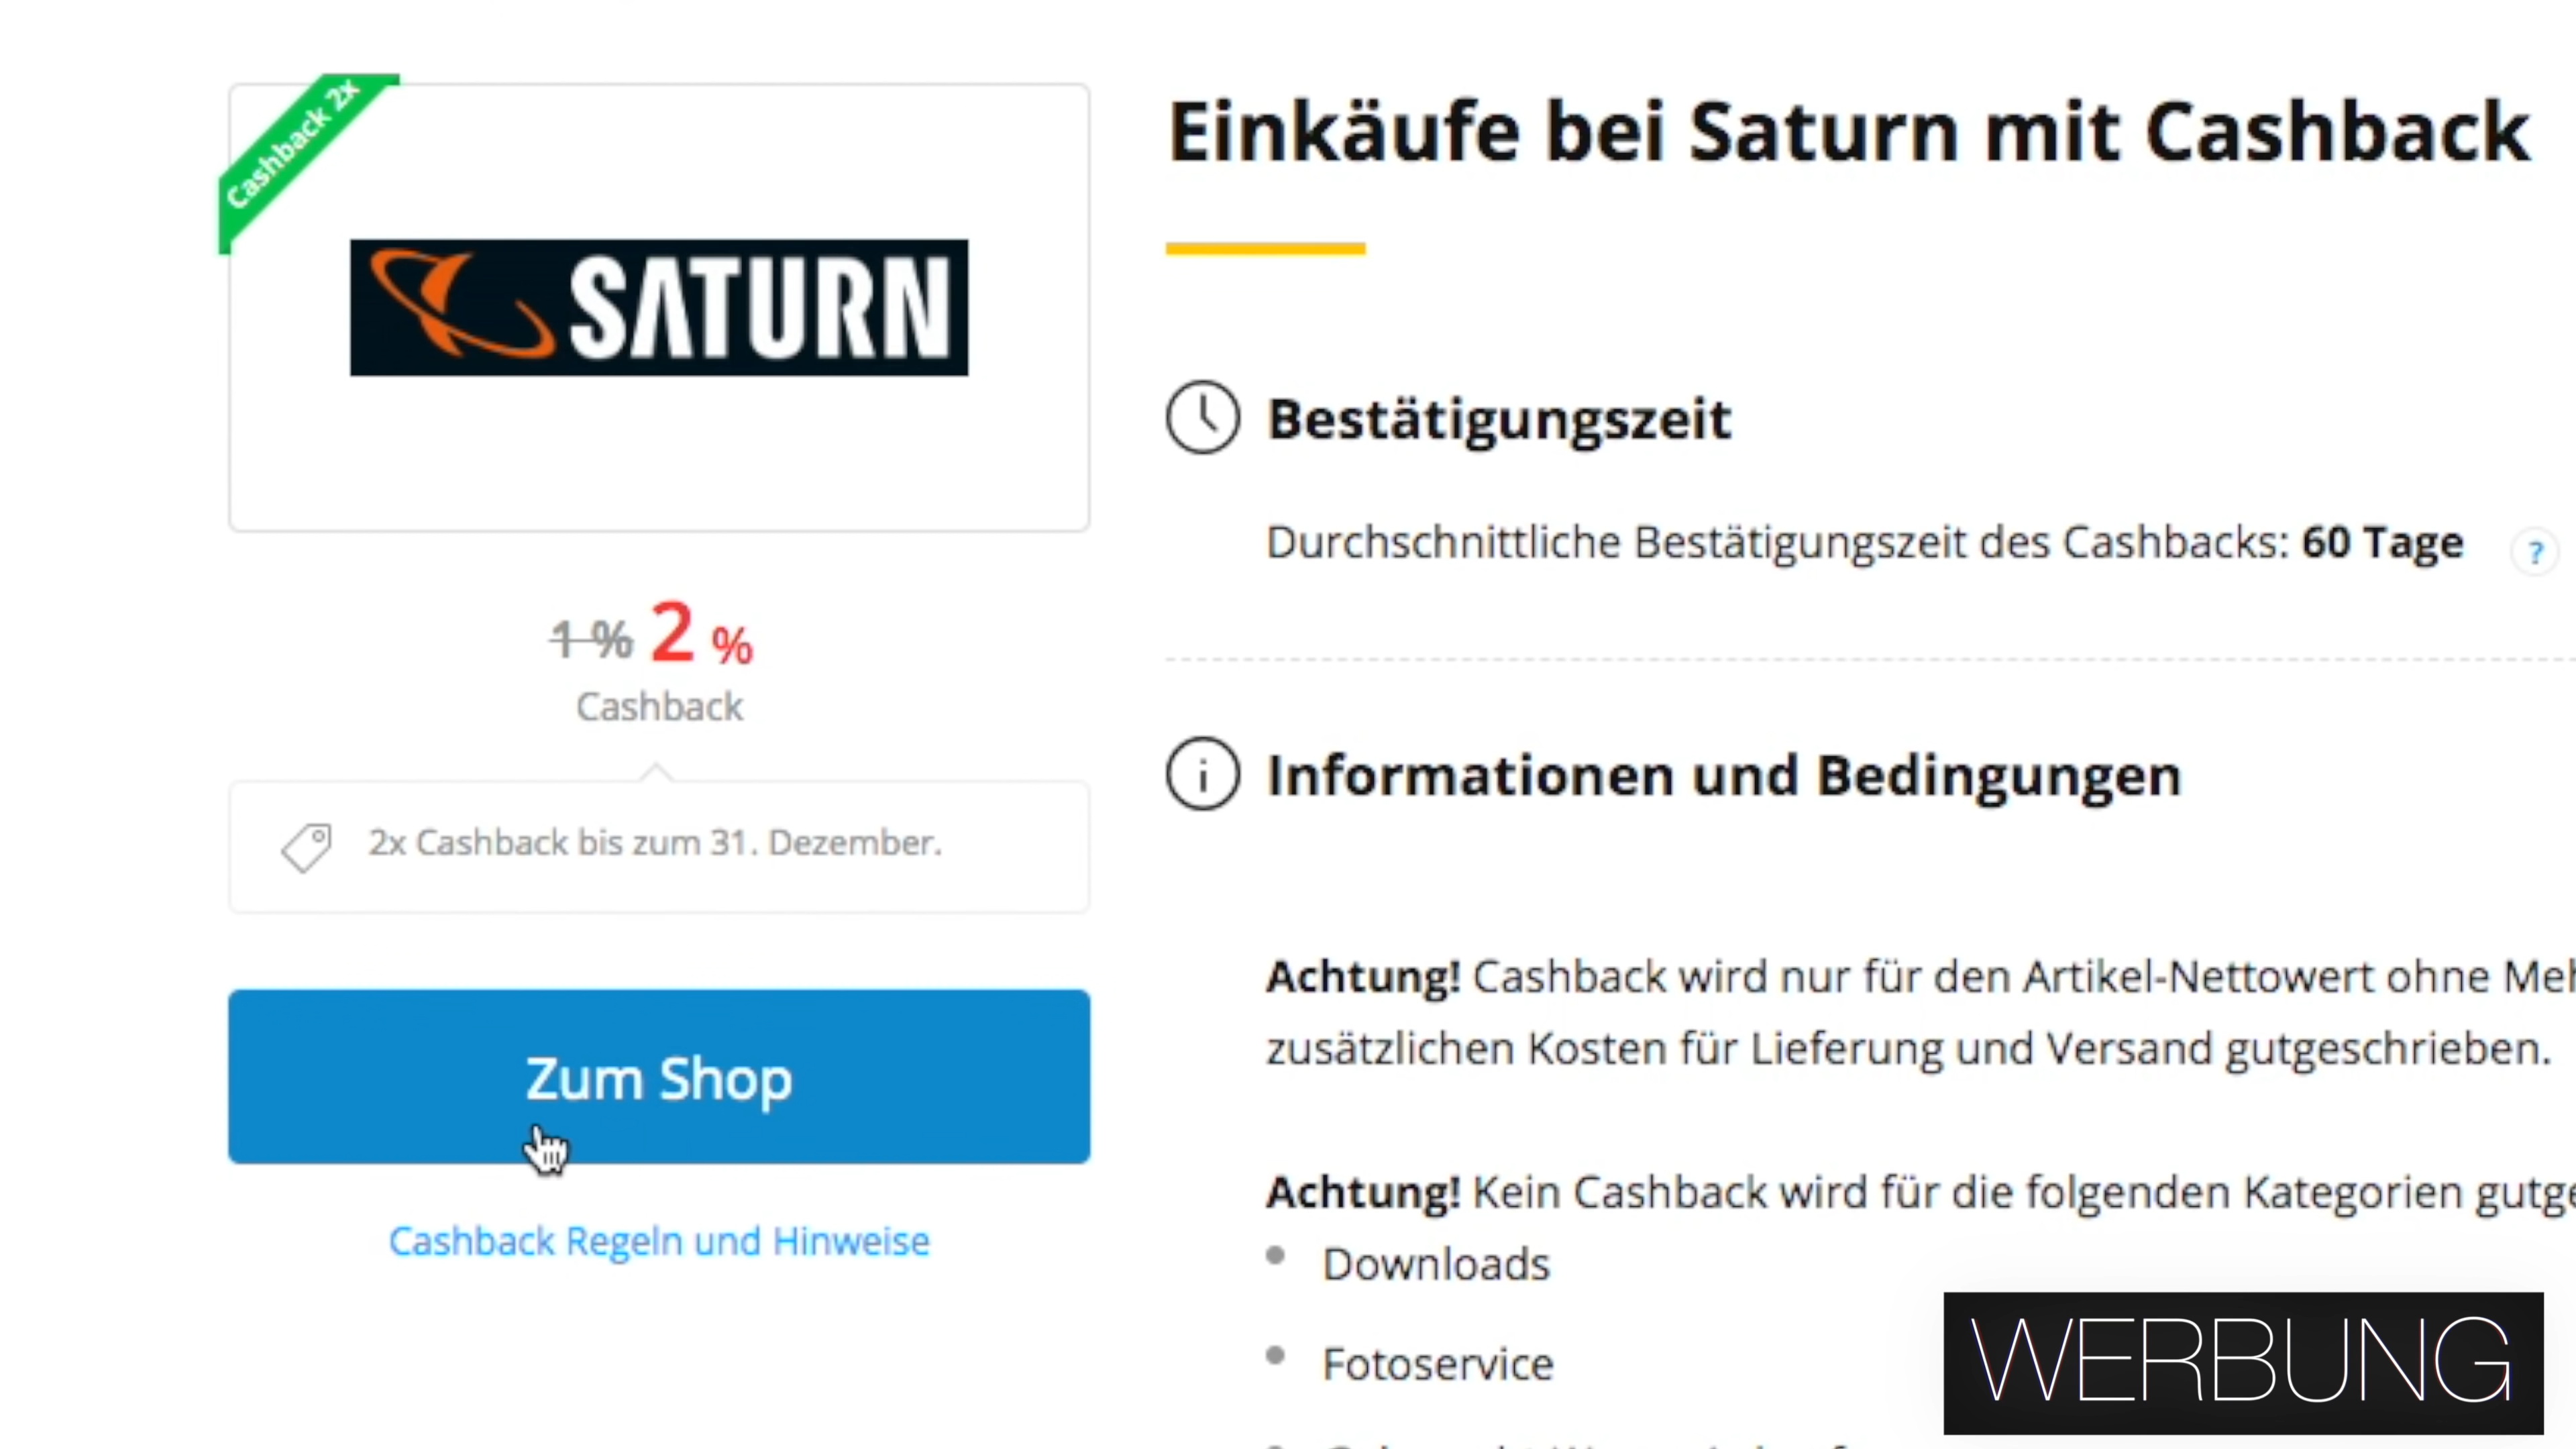 Cashback 2x
SATURN
1 % 2 %
Cashback
2x Cashback bis zum 31. Dezember.
Zum Shop
Cashback Regeln und Hinweise
Einkäufe bei Saturn mit Cashback
Bestätigungszeit
Durchschnittliche Bestätigungszeit des Cashbacks: 60 Tage ?
Informationen und Bedingungen
Achtung! Cashback wird nur für den Artikel-Nettowert ohne
zusätzlichen Kosten für Lieferung und Versand gutgeschrieben.
Achtung! Kein Cashback wird für die folgenden Kategorien
Downloads
Fotoservice
WERBUNG